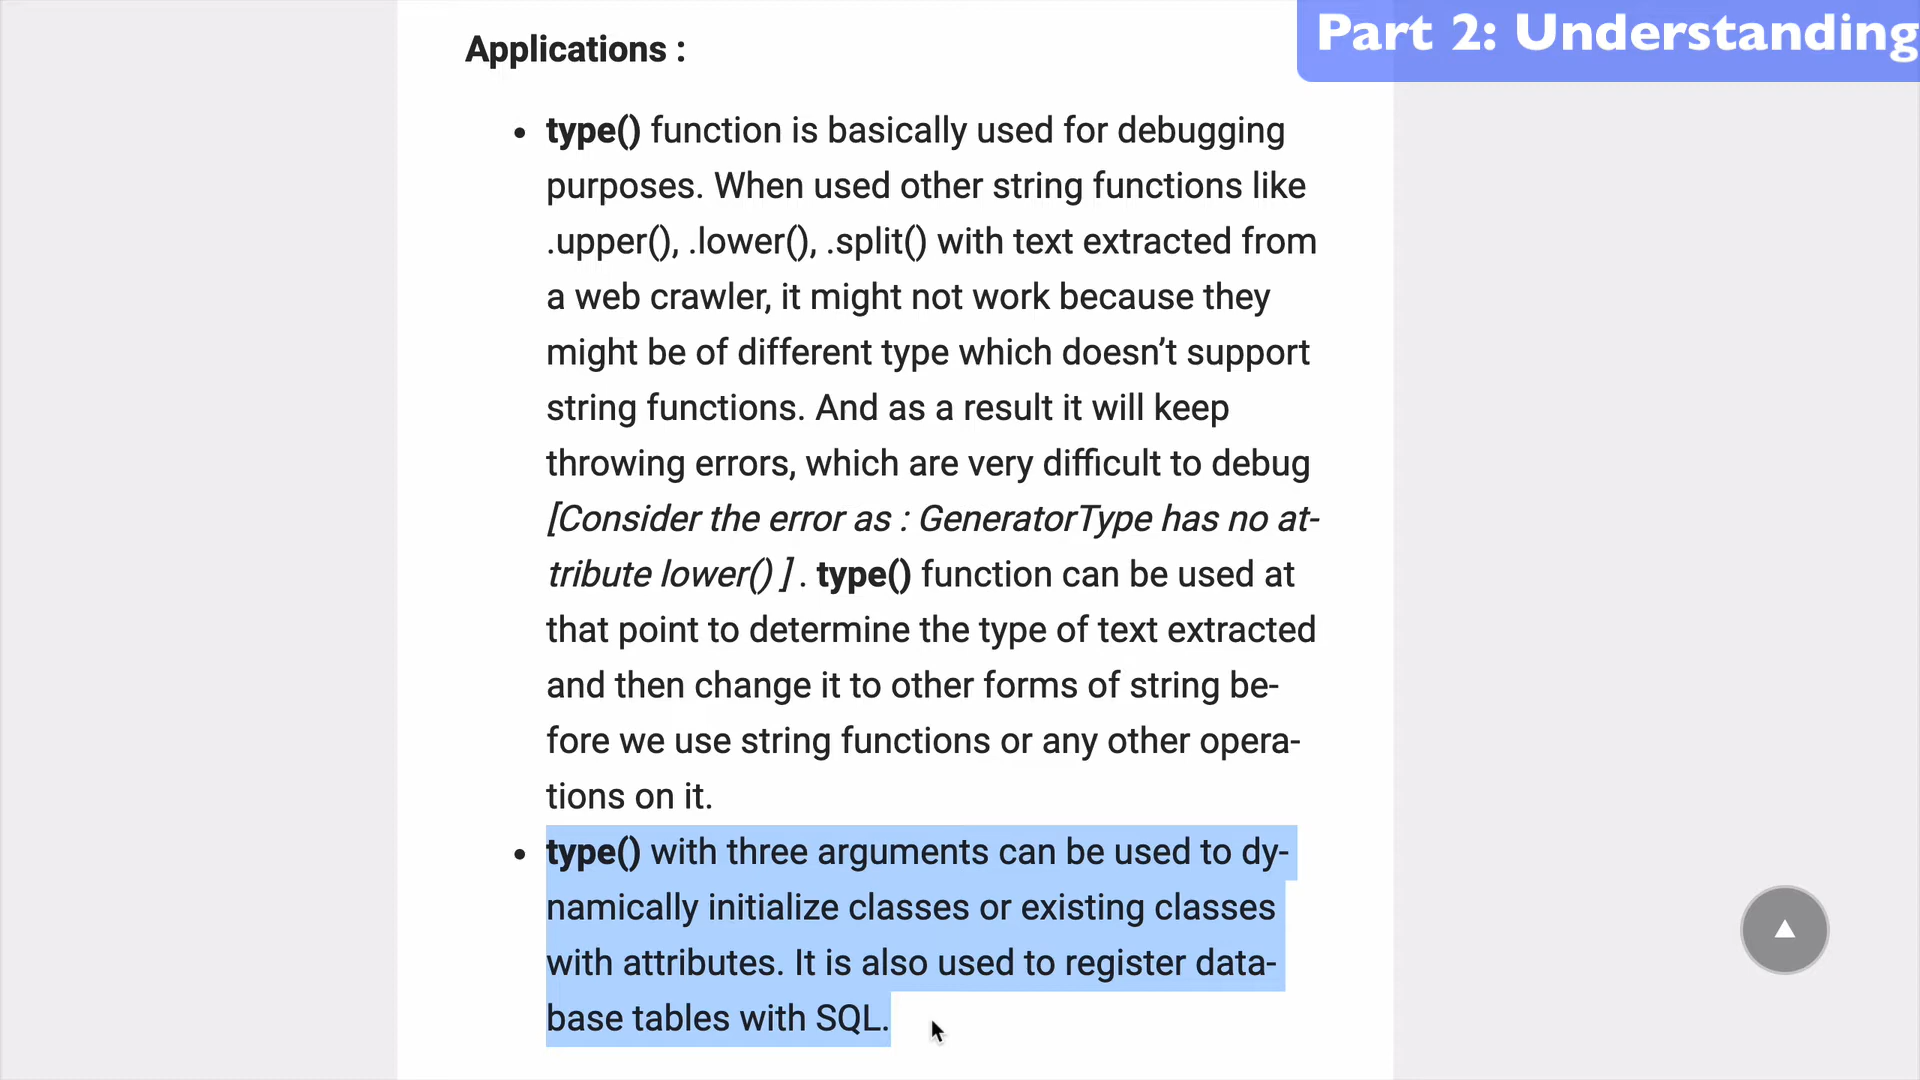 Part 2: Understanding
Applications :
• type() function is basically used for debugging
purposes. When used other string functions like
.upper(), .lower(), .split() with text extracted from
a web crawler, it might not work because they
might be of different type which doesn’t support
string functions. And as a result it will keep
throwing errors, which are very difficult to debug
[Consider the error as : GeneratorType has no at-
tribute lower() ] . type() function can be used at
that point to determine the type of text extracted
and then change it to other forms of string be-
fore we use string functions or any other opera-
tions on it.
• type() with three arguments can be used to dy-
namically initialize classes or existing classes
with attributes. It is also used to register data-
base tables with SQL.